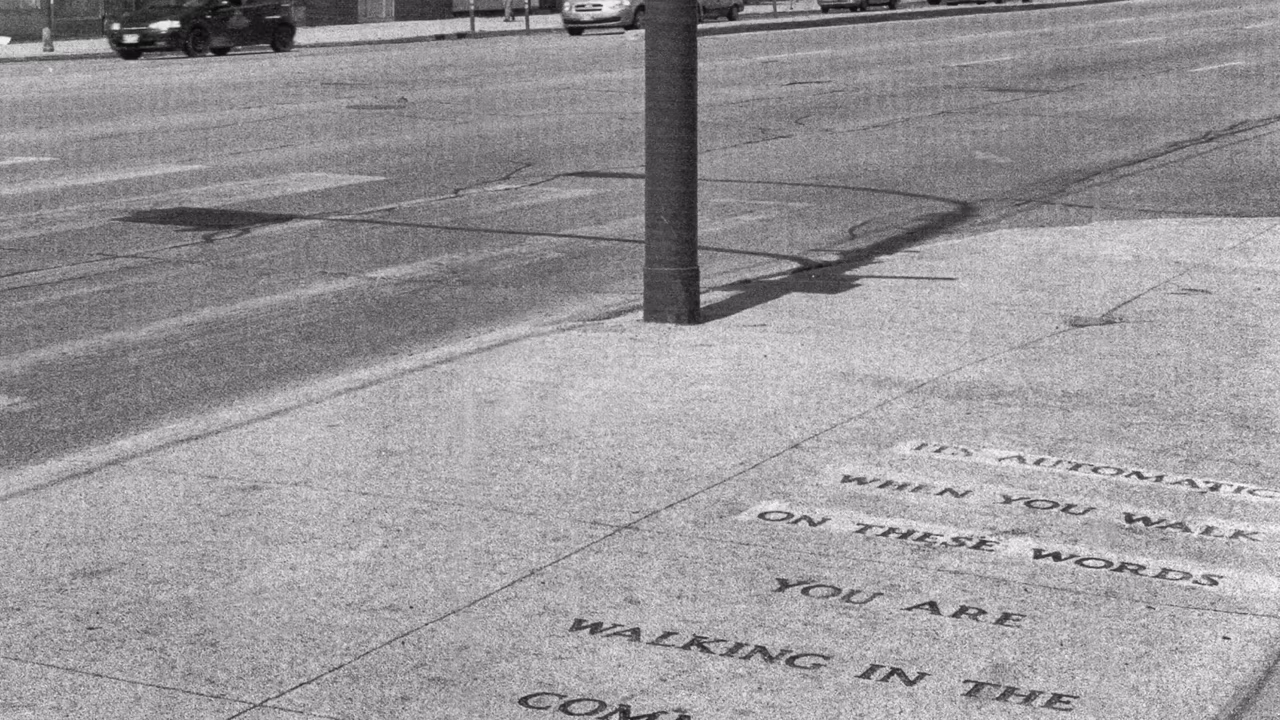 IT'S AUTOMATIC
WHEN YOU WALK
ON THESE WORDS
YOU ARE
WALKING IN THE